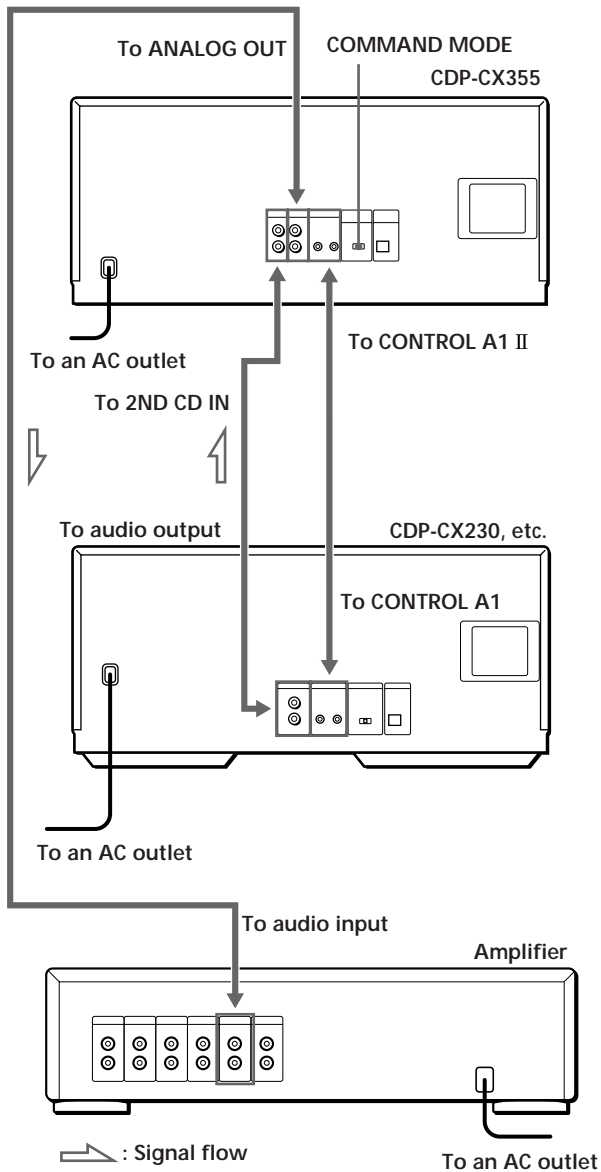 To ANALOG OUT
COMMAND MODE
CDP-CX355
To an AC outlet
To CONTROL A1 II
To 2ND CD IN
To audio output
CDP-CX230, etc.
To CONTROL A1
To an AC outlet
To audio input
Amplifier
: Signal flow
To an AC outlet